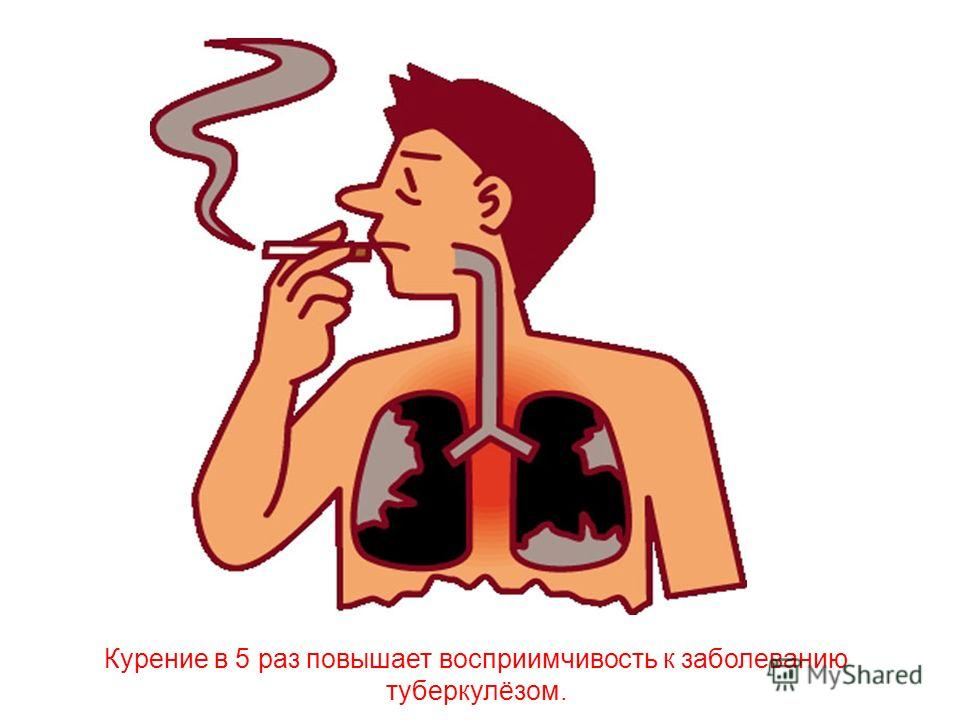 Курение в 5 раз повышает восприимчивость к заболеванию
туберкулёзом.
MyShared